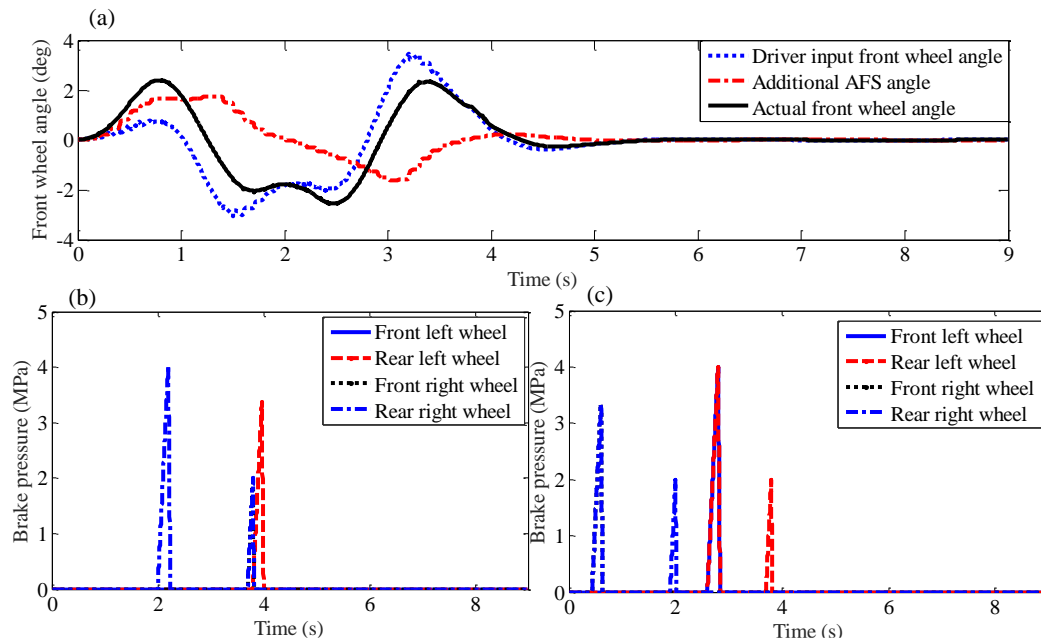 (a)
Front wheel angle (deg
4
2
0
-2
-4
0 1 2 3 4 5 6 7 8 9
Time (s)
Driver input front wheel angle
Additional AFS angle
Actual front wheel angle
(b)
Brake pressure (MPa)
5
4
3
2
1
0
0 2 4 6 8
Time (s)
Front left wheel
Rear left wheel
Front right wheel
Rear right wheel
(c)
Brake pressure (MPa)
5
4
3
2
1
0
0 2 4 6 8
Time (s)
Front left wheel
Rear left wheel
Front right wheel
Rear right wheel